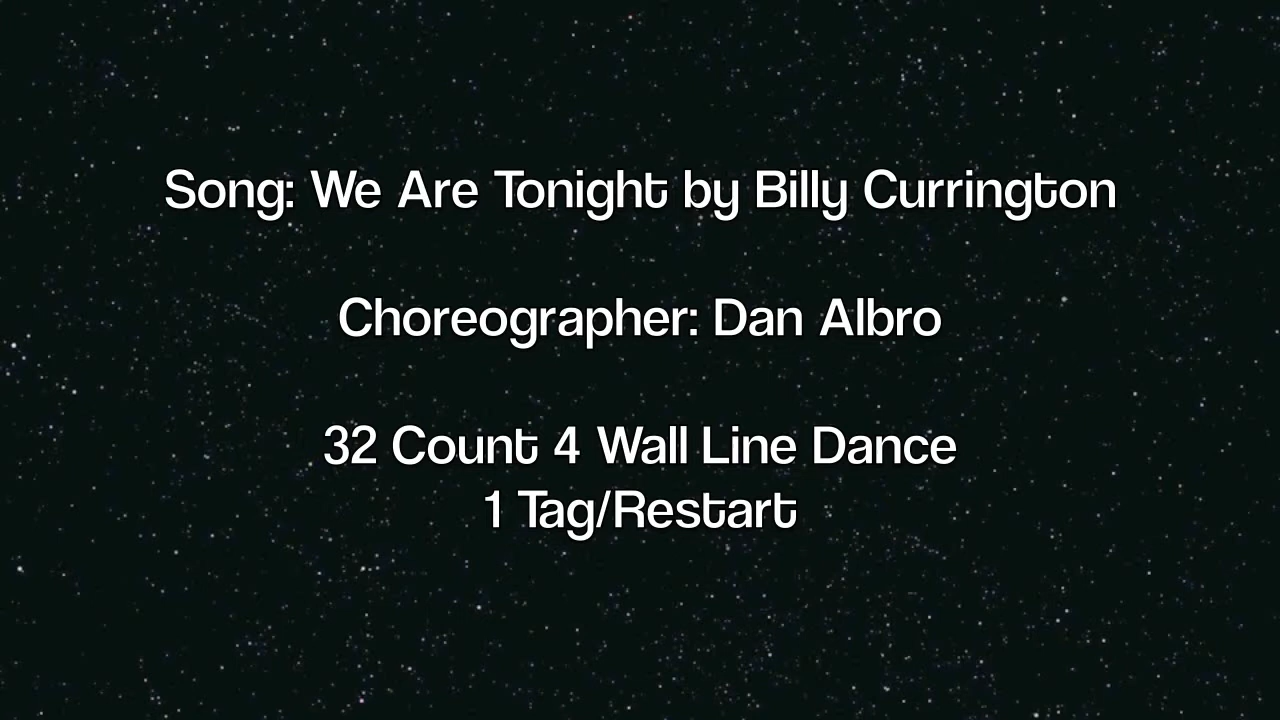 Song: We Are Tonight by Billy Currington
Choreographer: Dan Albro
32 Count 4 Wall Line Dance
1 Tag/Restart